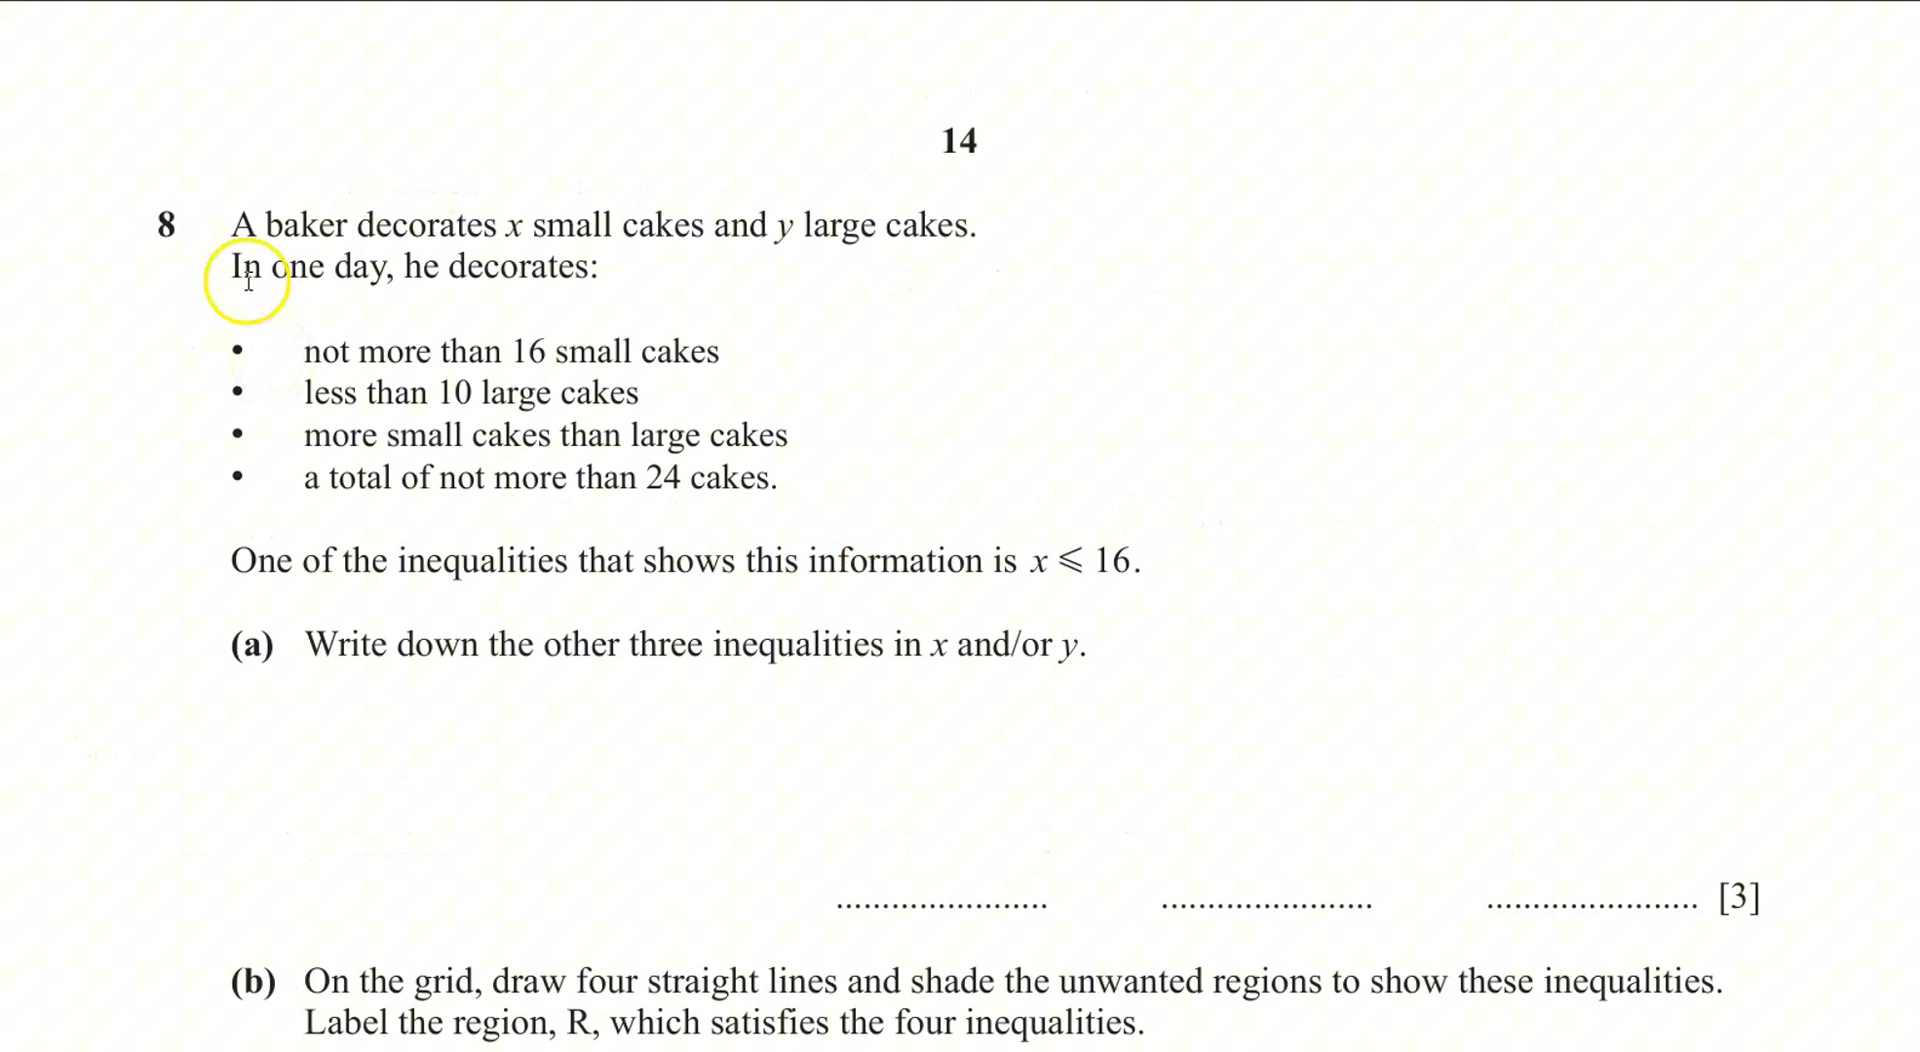 14
8 A baker decorates x small cakes and y large cakes.
In one day, he decorates:
• not more than 16 small cakes
• less than 10 large cakes
• more small cakes than large cakes
• a total of not more than 24 cakes.
One of the inequalities that shows this information is x ⩽ 16.
(a) Write down the other three inequalities in x and/or y.
....................... ....................... ....................... [3]
(b) On the grid, draw four straight lines and shade the unwanted regions to show these inequalities.
Label the region, R, which satisfies the four inequalities.